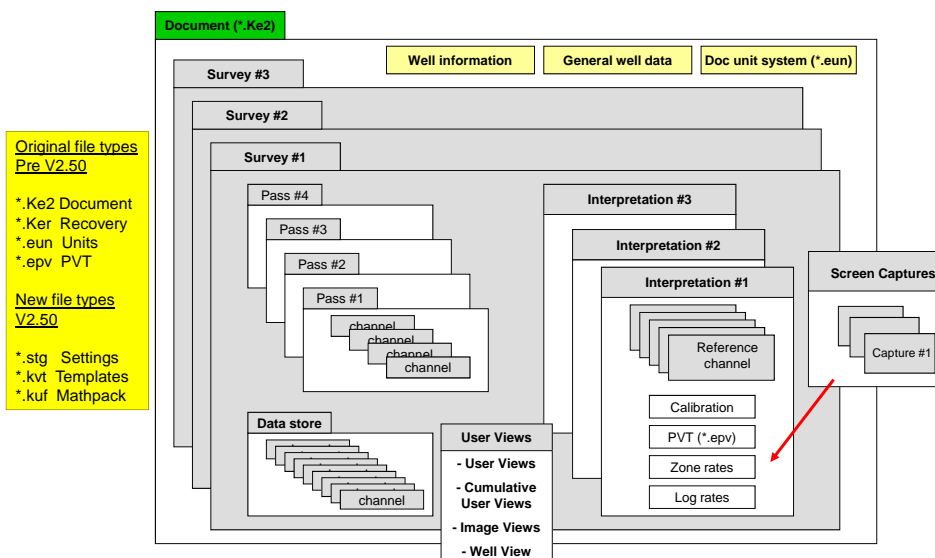 Document (*.Ke2)
Well information
General well data
Doc unit system (*.eun)
Survey #3
Survey #2
Survey #1
Original file types
Pre V2.50
*.Ke2 Document
*.Ker Recovery
*.eun Units
*.epv PVT
New file types
V2.50
*.stg Settings
*.kvt Templates
*.kuf Mathpack
Pass #4
Pass #3
Pass #2
Pass #1
channel
channel
channel
channel
Data store
channel
User Views
- User Views
- Cumulative
User Views
- Image Views
- Well View
Interpretation #3
Interpretation #2
Interpretation #1
Reference
channel
Calibration
PVT (*.epv)
Zone rates
Log rates
Screen Captures
Capture #1